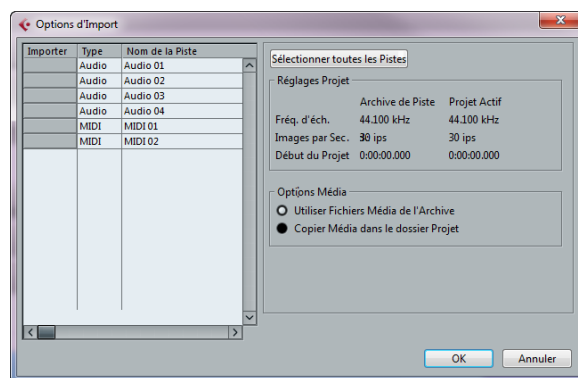 Options d'Import
Importer Type Nom de la Piste
Audio Audio 01
Audio Audio 02
Audio Audio 03
Audio Audio 04
MIDI MIDI 01
MIDI MIDI 02
Sélectionner toutes les Pistes
Réglages Projet
Archive de Piste Projet Actif
Fréq. d'éch. 44.100 kHz 44.100 kHz
Images par Sec. 30 ips 30 ips
Début du Projet 0:00:00.000 0:00:00.000
Options Média
Utiliser Fichiers Média de l'Archive
Copier Média dans le dossier Projet
OK Annuler